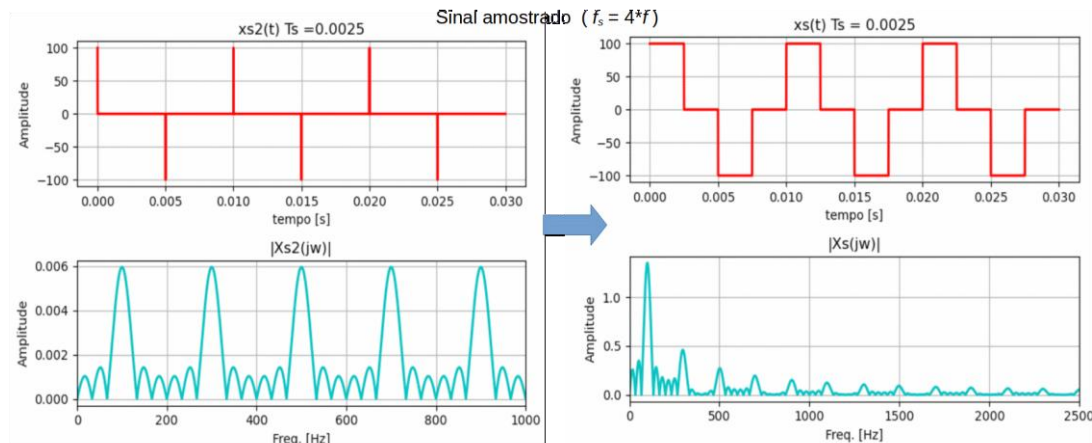 Sinal amostrado ( fs = 4*f )
xs2(t) Ts =0.0025
100
50
0
−50
−100
Amplitude
0.000 0.005 0.010 0.015 0.020 0.025 0.030
tempo [s]
|Xs2(jw)|
0.006
0.004
0.002
0.000
Amplitude
0 200 400 600 800 1000
Freq. [Hz]
xs(t) Ts = 0.0025
100
50
0
−50
−100
Amplitude
0.000 0.005 0.010 0.015 0.020 0.025 0.030
tempo [s]
|Xs(jw)|
1.0
0.5
0.0
Amplitude
0 500 1000 1500 2000 2500
Freq. [Hz]